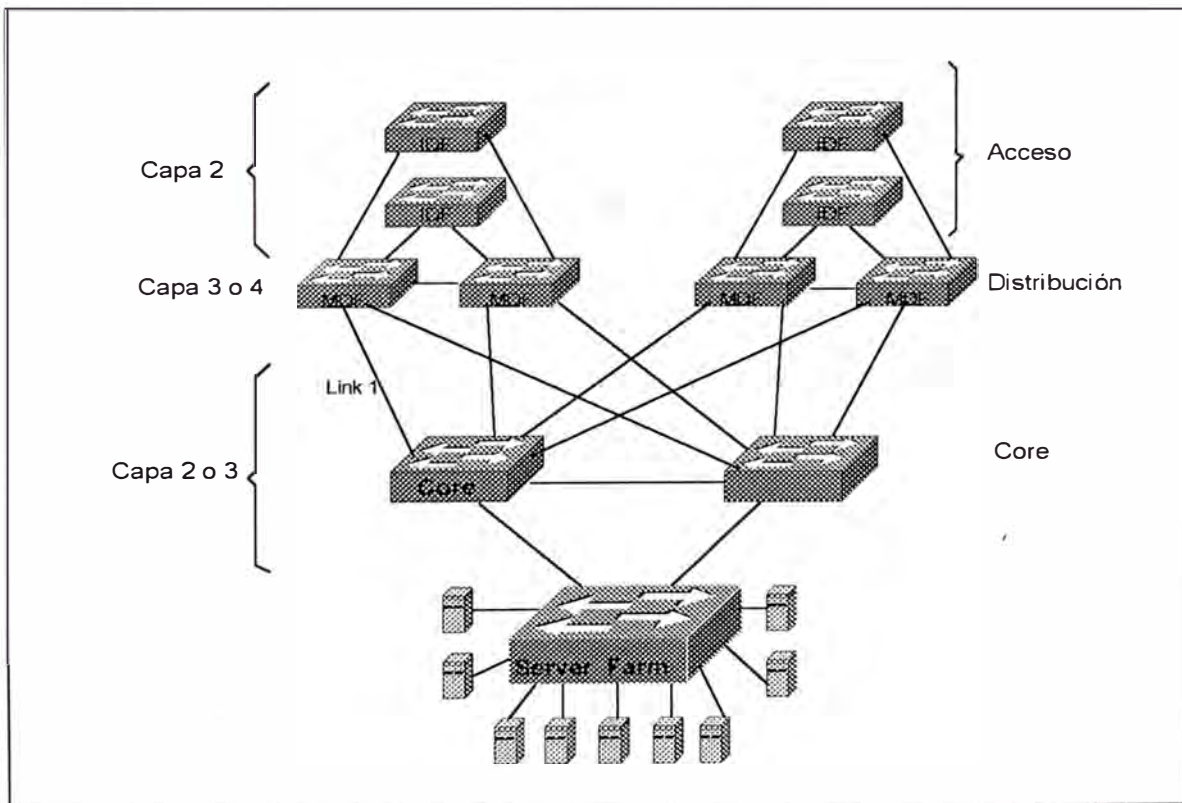 IDF
IDF
Capa 2
Acceso
IDF
IDF
Capa 3 o 4
MDF
MDF
MDF
MDF
Distribución
Link 1
Capa 2 o 3
Core
Core
Server Farm